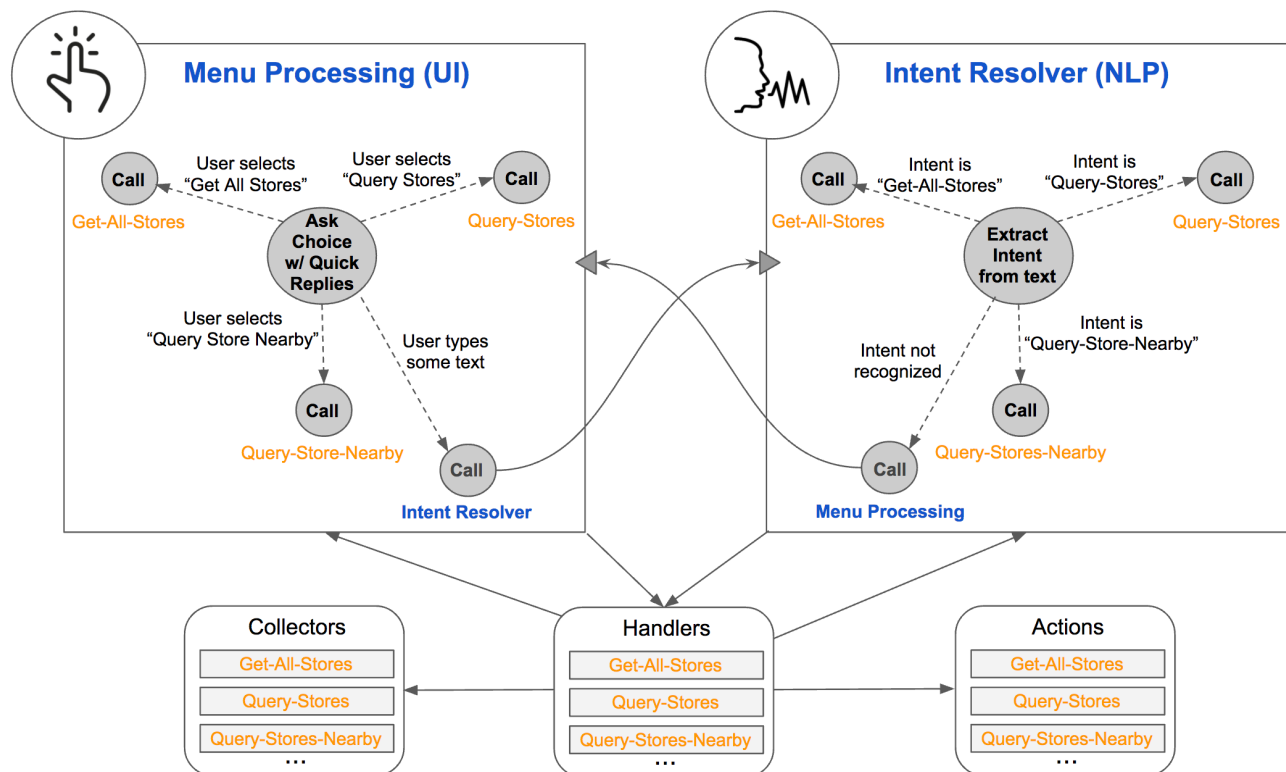 Menu Processing (UI)
User selects
“Get All Stores”
User selects
“Query Stores”
Call
Call
Get-All-Stores
Query-Stores
Ask
Choice
w/ Quick
Replies
User selects
“Query Store Nearby”
User types
some text
Call
Query-Store-Nearby
Call
Intent Resolver
Intent Resolver (NLP)
Intent is
“Get-All-Stores”
Intent is
“Query-Stores”
Call
Call
Get-All-Stores
Query-Stores
Extract
Intent
from text
Intent not
recognized
Intent is
“Query-Store-Nearby”
Call
Query-Stores-Nearby
Call
Menu Processing
Collectors
Get-All-Stores
Query-Stores
Query-Stores-Nearby
...
Handlers
Get-All-Stores
Query-Stores
Query-Stores-Nearby
...
Actions
Get-All-Stores
Query-Stores
Query-Stores-Nearby
...